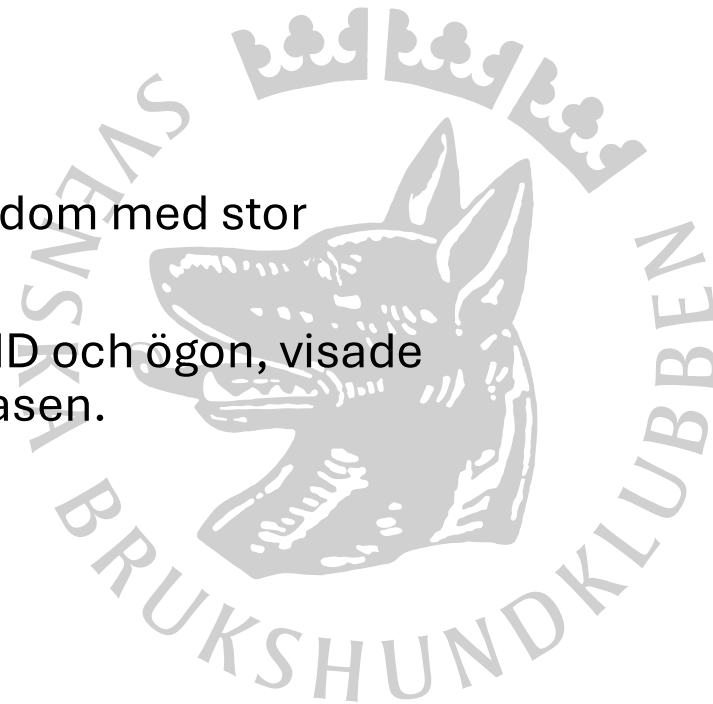 SVENSKA BRUKSHUNDKLUBBEN
dom med stor
D och ögon, visade
asen.